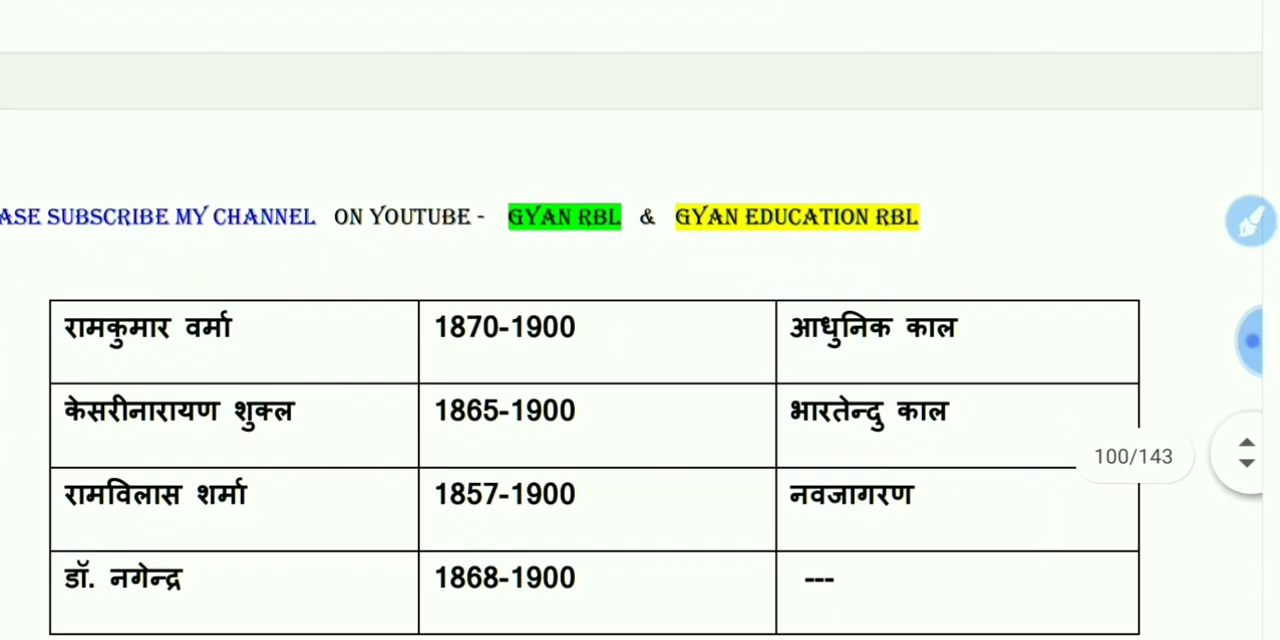 ASE SUBSCRIBE MY CHANNEL ON YOUTUBE - GYAN RBL & GYAN EDUCATION RBL
रामकुमार वर्मा 1870-1900 आधुनिक काल
केसरीनारायण शुक्ल 1865-1900 भारतेन्दु काल
100/143
रामविलास शर्मा 1857-1900 नवजागरण
डॉ. नगेन्द्र 1868-1900 ---